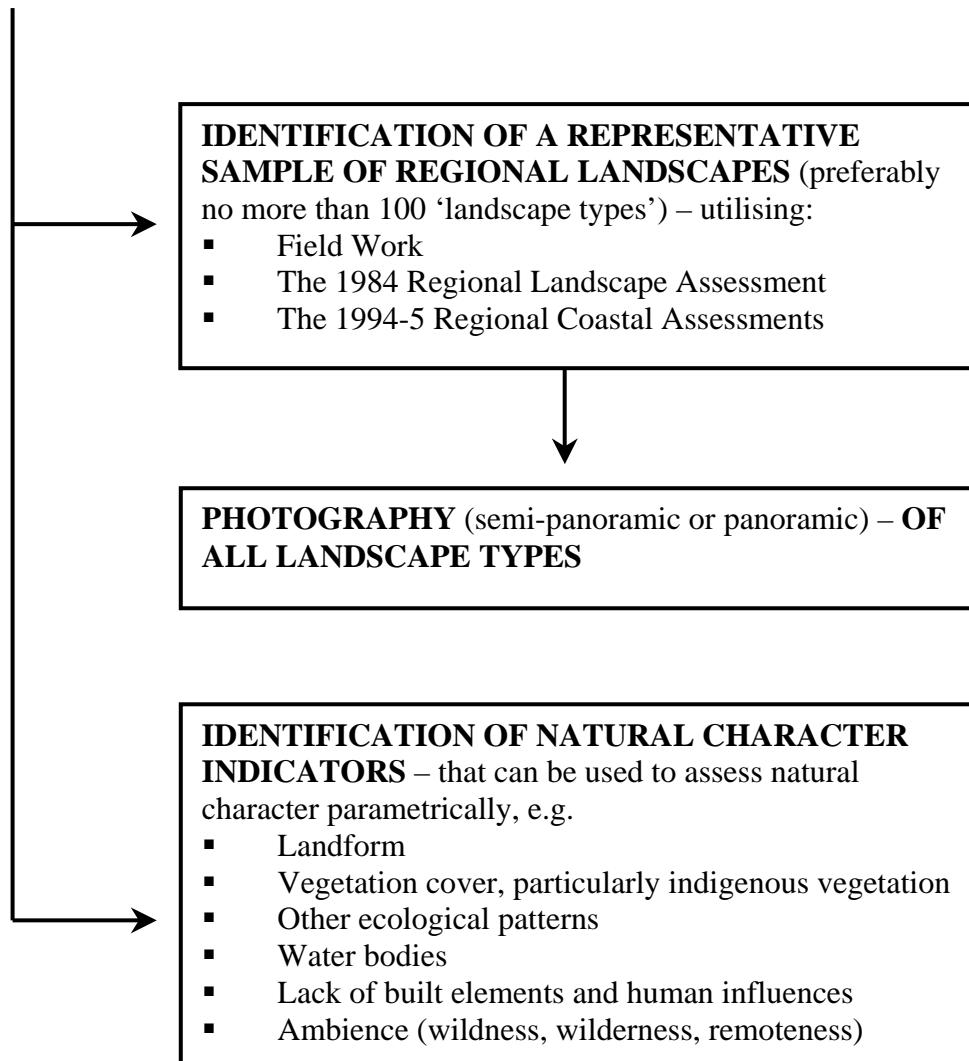 IDENTIFICATION OF A REPRESENTATIVE
SAMPLE OF REGIONAL LANDSCAPES (preferably
no more than 100 ‘landscape types’) – utilising:
▪ Field Work
▪ The 1984 Regional Landscape Assessment
▪ The 1994-5 Regional Coastal Assessments
PHOTOGRAPHY (semi-panoramic or panoramic) – OF
ALL LANDSCAPE TYPES
IDENTIFICATION OF NATURAL CHARACTER
INDICATORS – that can be used to assess natural
character parametrically, e.g.
▪ Landform
▪ Vegetation cover, particularly indigenous vegetation
▪ Other ecological patterns
▪ Water bodies
▪ Lack of built elements and human influences
▪ Ambience (wildness, wilderness, remoteness)